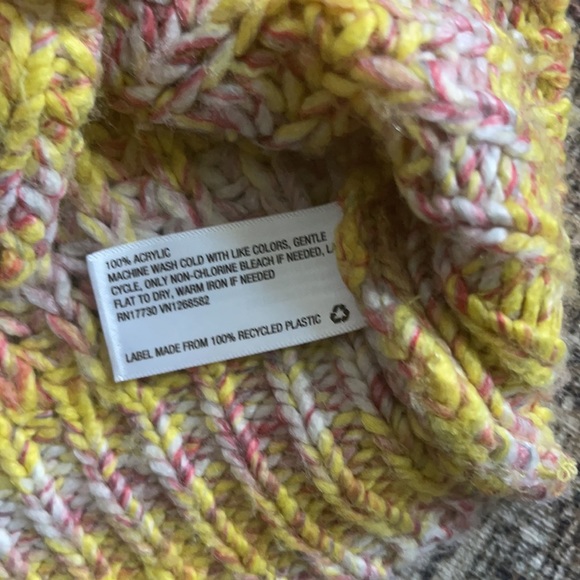 100% ACRYLIC
MACHINE WASH COLD WITH LIKE COLORS, GENTLE
CYCLE, ONLY NON-CHLORINE BLEACH IF NEEDED,
FLAT TO DRY, WARM IRON IF NEEDED
RN17730 VN1268582
LABEL MADE FROM 100% RECYCLED PLASTIC